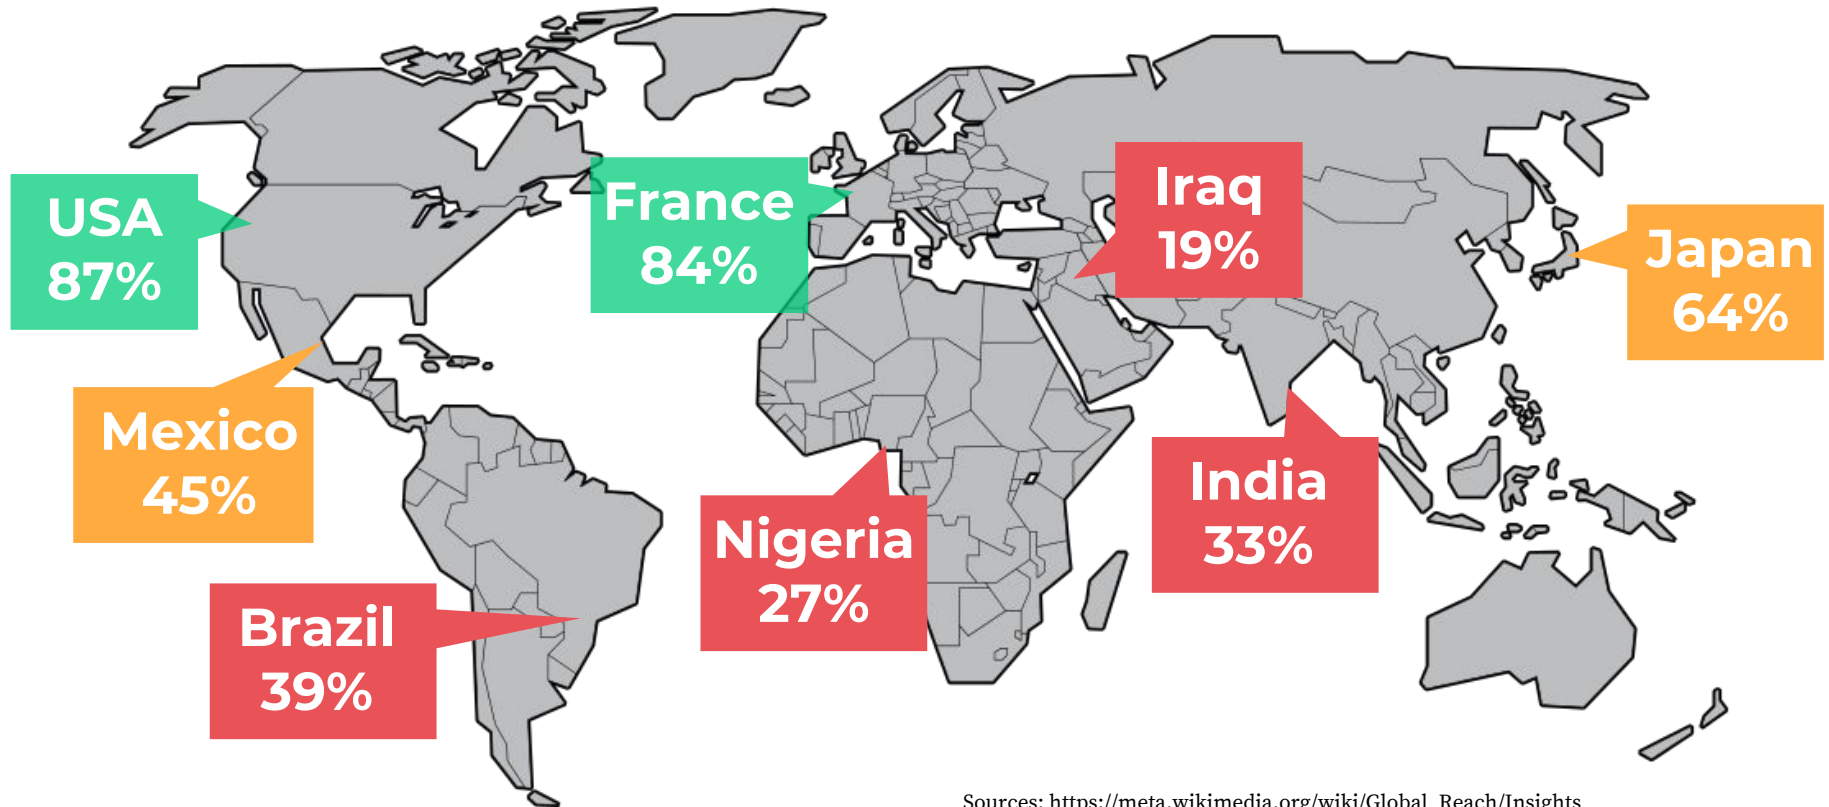 USA
87%
France
84%
Iraq
19%
Japan
64%
Mexico
45%
India
33%
Nigeria
27%
Brazil
39%
Sources: https://meta.wikimedia.org/wiki/Global_Reach/Insights